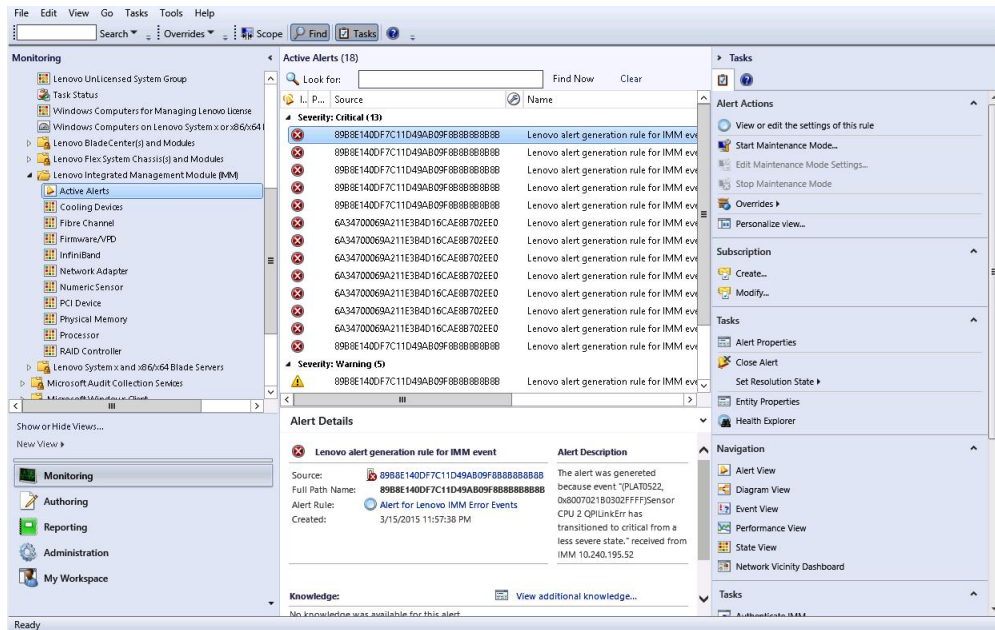 File Edit View Go Tasks Tools Help
Search Overrides Scope Find Tasks
Monitoring
Lenovo UnLicensed System Group
Task Status
Windows Computers for Managing Lenovo License
Windows Computers on Lenovo System x or x86/x64
Lenovo BladeCenter(s) and Modules
Lenovo Flex System Chassis(s) and Modules
Lenovo Integrated Management Module (IMM)
Active Alerts
Cooling Devices
Fibre Channel
Firmware/VPD
InfiniBand
Network Adapter
Numeric Sensor
PCI Device
Physical Memory
Processor
RAID Controller
Lenovo System x and x86/x64 Blade Servers
Microsoft Audit Collection Services
Microsoft Windows Client
Show or Hide Views...
New View
Monitoring
Authoring
Reporting
Administration
My Workspace
Active Alerts (18)
Look for: Find Now Clear
I.. P... Source Name
Severity: Critical (13)
89B8E140DF7C11D49AB09F8B8B8B8B8B Lenovo alert generation rule for IMM eve
89B8E140DF7C11D49AB09F8B8B8B8B8B Lenovo alert generation rule for IMM eve
89B8E140DF7C11D49AB09F8B8B8B8B8B Lenovo alert generation rule for IMM eve
89B8E140DF7C11D49AB09F8B8B8B8B8B Lenovo alert generation rule for IMM eve
89B8E140DF7C11D49AB09F8B8B8B8B8B Lenovo alert generation rule for IMM eve
6A34700069A211E3B4D16CAE8B702EE0 Lenovo alert generation rule for IMM eve
6A34700069A211E3B4D16CAE8B702EE0 Lenovo alert generation rule for IMM eve
6A34700069A211E3B4D16CAE8B702EE0 Lenovo alert generation rule for IMM eve
6A34700069A211E3B4D16CAE8B702EE0 Lenovo alert generation rule for IMM eve
6A34700069A211E3B4D16CAE8B702EE0 Lenovo alert generation rule for IMM eve
6A34700069A211E3B4D16CAE8B702EE0 Lenovo alert generation rule for IMM eve
6A34700069A211E3B4D16CAE8B702EE0 Lenovo alert generation rule for IMM eve
89B8E140DF7C11D49AB09F8B8B8B8B8B Lenovo alert generation rule for IMM eve
Severity: Warning (5)
89B8E140DF7C11D49AB09F8B8B8B8B8B Lenovo alert generation rule for IMM eve
Alert Details
Lenovo alert generation rule for IMM event
Source: 89B8E140DF7C11D49AB09F8B8B8B8B8B
Full Path Name: 89B8E140DF7C11D49AB09F8B8B8B8B8B
Alert Rule: Alert for Lenovo IMM Error Events
Created: 3/15/2015 11:57:38 PM
Alert Description
The alert was genereted
because event "(PLAT0522,
0x8007021B0302FFFF)Sensor
CPU 2 QPILinkErr has
transitioned to critical from a
less severe state." received from
IMM 10.240.195.52
Knowledge: View additional knowledge...
No knowledge was available for this alert
Tasks
Alert Actions
View or edit the settings of this rule
Start Maintenance Mode...
Edit Maintenance Mode Settings...
Stop Maintenance Mode
Overrides
Personalize view...
Subscription
Create...
Modify...
Tasks
Alert Properties
Close Alert
Set Resolution State
Entity Properties
Health Explorer
Navigation
Alert View
Diagram View
Event View
Performance View
State View
Network Vicinity Dashboard
Tasks
Authenticate IMM
Ready